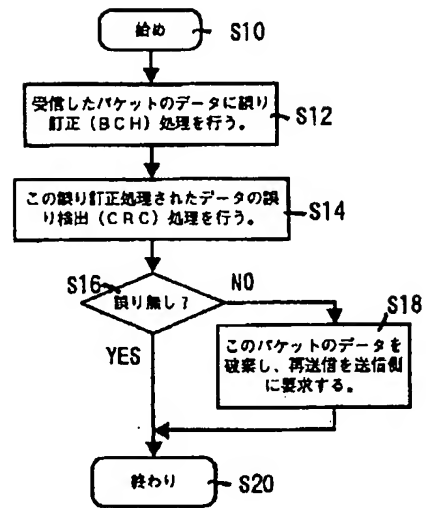 始め
S10
受信したパケットのデータに誤り
訂正(BCH)処理を行う。
S12
この誤り訂正処理されたデータの誤
り検出(CRC)処理を行う。
S14
S16
誤り無し?
NO
YES
S18
このパケットのデータを
破棄し、再送信を送信側
に要求する。
終わり
S20